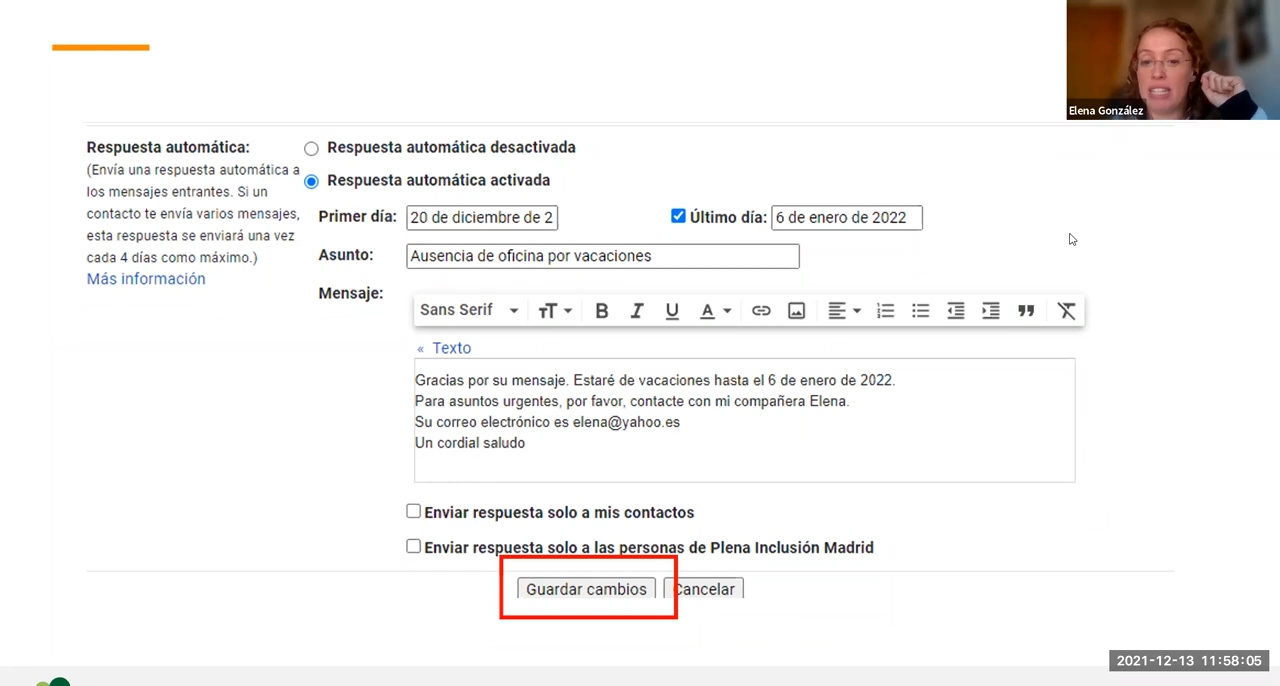 Elena González
Respuesta automática:
(Envía una respuesta automática a
los mensajes entrantes. Si un
contacto te envía varios mensajes,
esta respuesta se enviará una vez
cada 4 días como máximo.)
Más información
Respuesta automática desactivada
Respuesta automática activada
Primer día: 20 de diciembre de 2
Último día: 6 de enero de 2022
Asunto: Ausencia de oficina por vacaciones
Mensaje:
Sans Serif
« Texto
Gracias por su mensaje. Estaré de vacaciones hasta el 6 de enero de 2022.
Para asuntos urgentes, por favor, contacte con mi compañera Elena.
Su correo electrónico es elena@yahoo.es
Un cordial saludo
Enviar respuesta solo a mis contactos
Enviar respuesta solo a las personas de Plena Inclusión Madrid
Guardar cambios Cancelar
2021-12-13 11:58:05